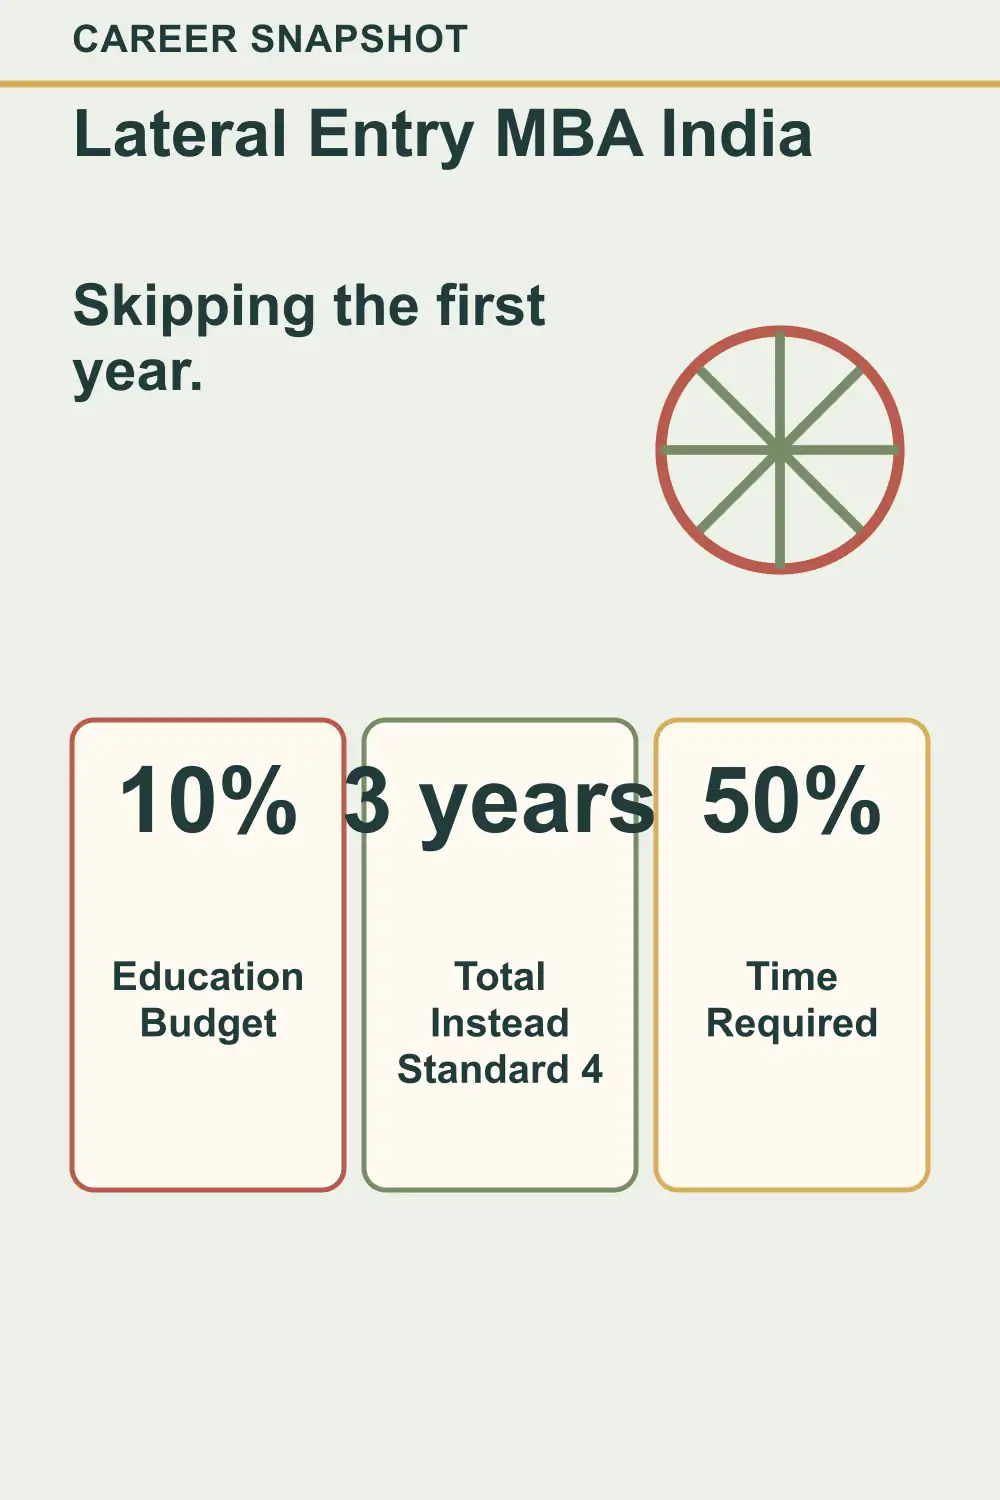 CAREER SNAPSHOT
Lateral Entry MBA India
Skipping the first
year.
10%
3 years
50%
Education
Budget
Total
Instead
Standard 4
Time
Required